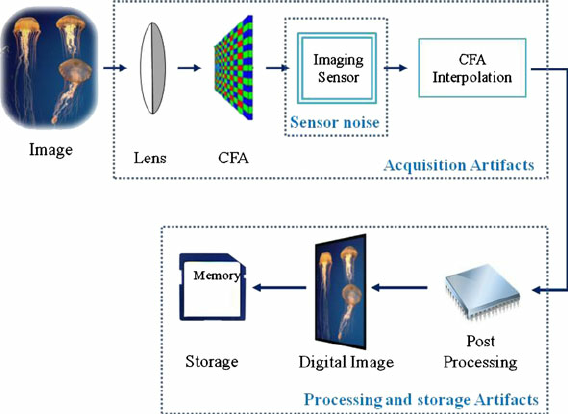 Image
Lens
CFA
Imaging
Sensor
Sensor noise
CFA
Interpolation
Acquisition Artifacts
Memory
Storage
Digital Image
Post
Processing
Processing and storage Artifacts